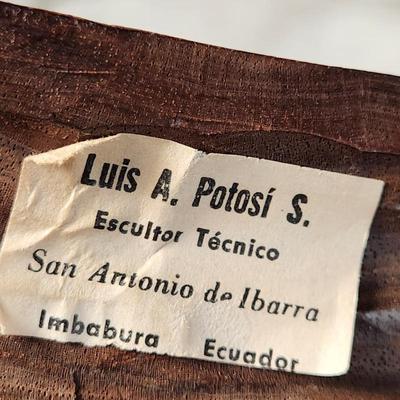 Luis A. Potosí S.
Escultor Técnico
San Antonio de Ibarra
Imbabura Ecuador